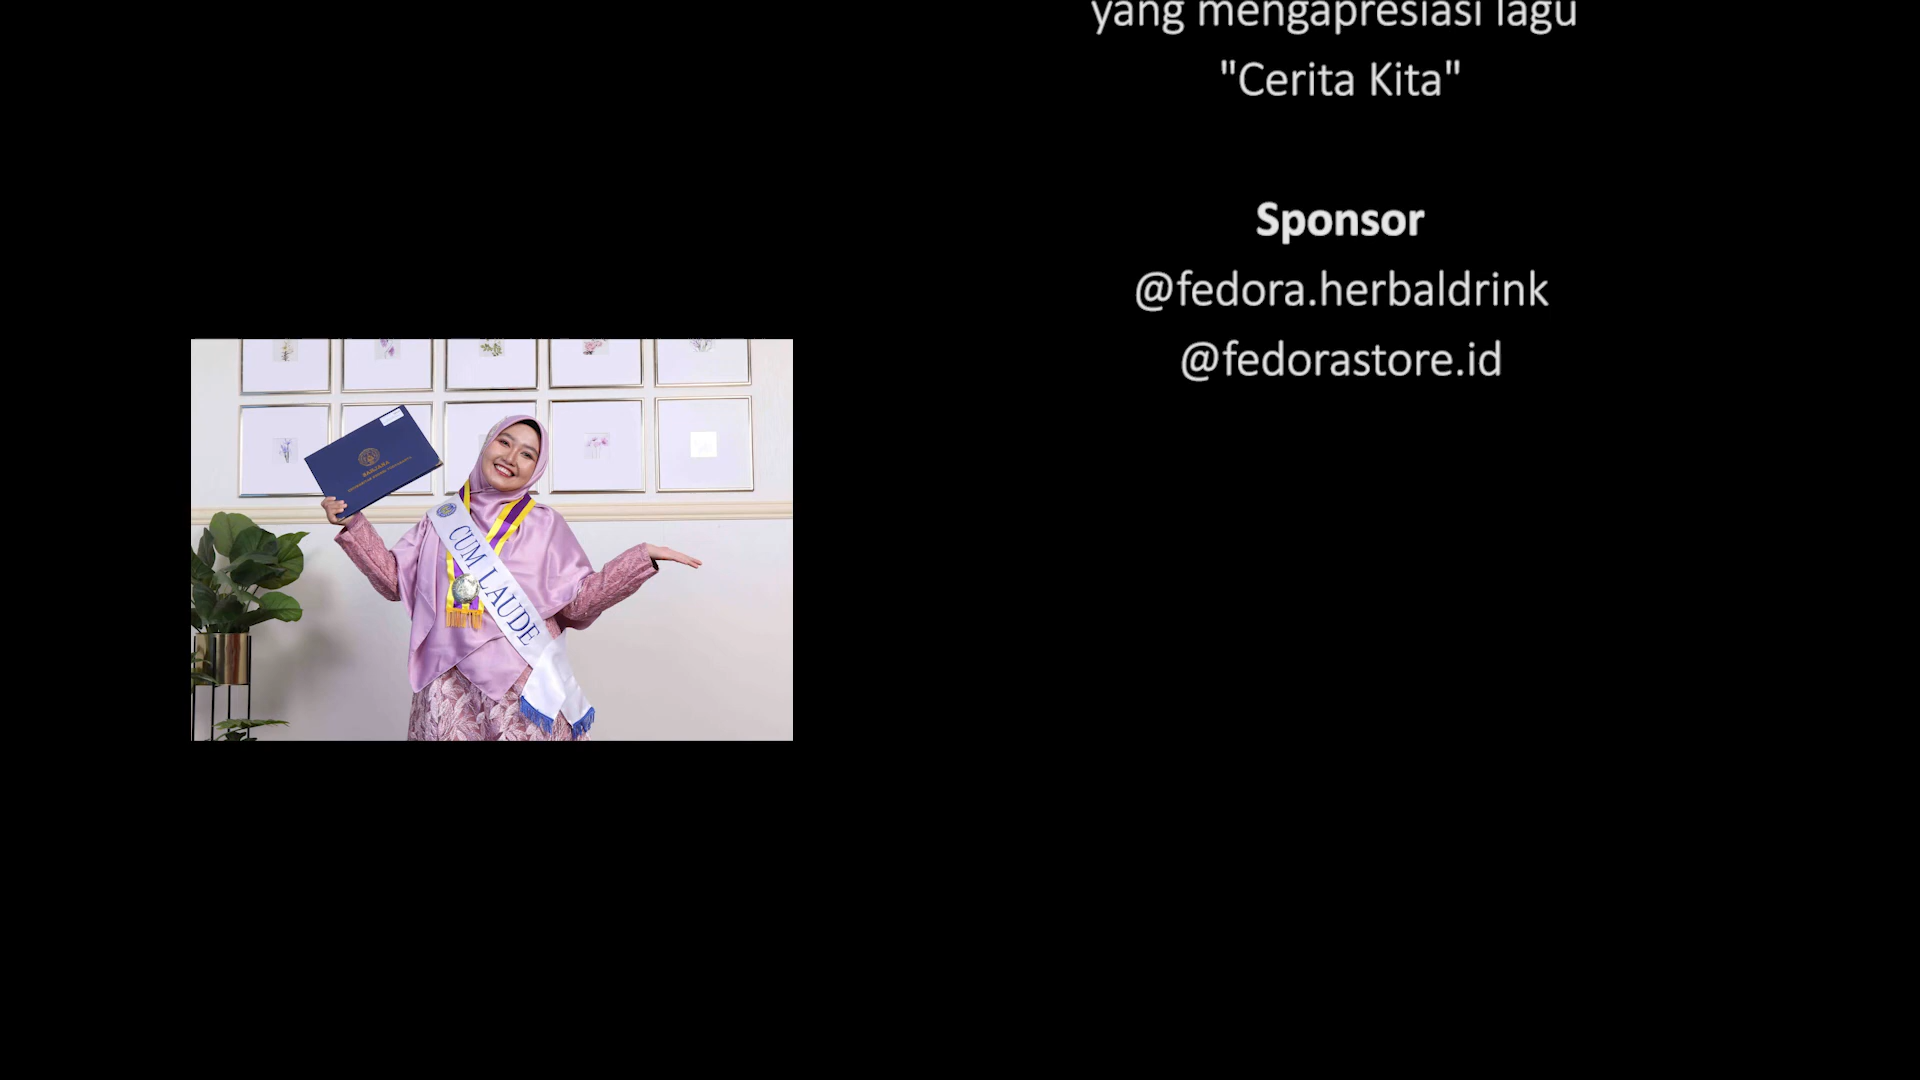 yang mengapresiasi lagu
"Cerita Kita"
Sponsor
@fedora.herbaldrink
@fedorastore.id
CUM LAUDE